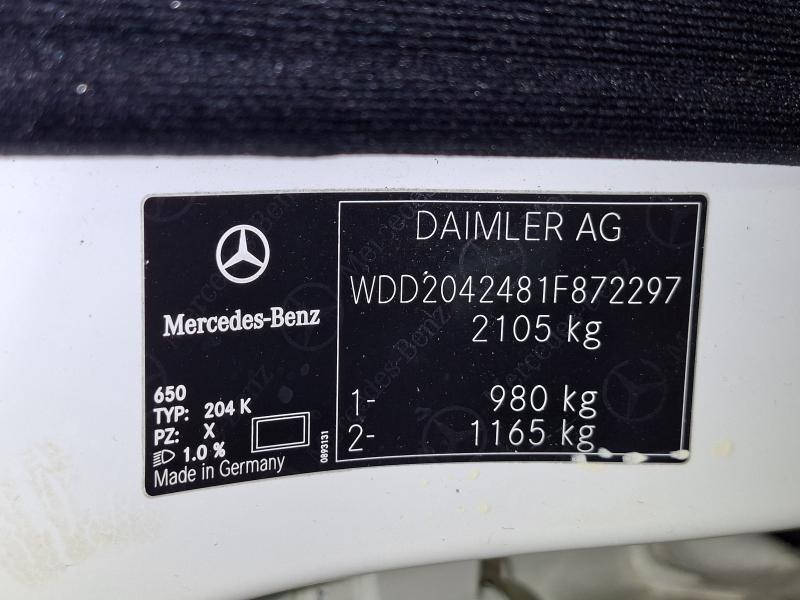 Mercedes-Benz
650
TYP: 204 K
PZ: X
1.0 %
Made in Germany
0893131
DAIMLER AG
WDD2042481F872297
2105 kg
1- 980 kg
2- 1165 kg